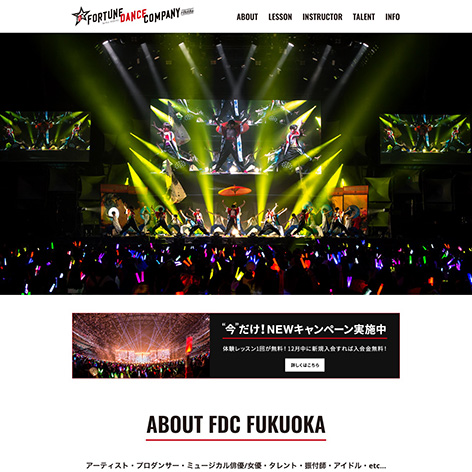 FORTUNE DANCE COMPANY
ABOUT LESSON INSTRUCTOR TALENT INFO
"今"だけ!NEWキャンペーン実施中
体験レッスン1回が無料!12月中に新規入会すれば入会金無料!
詳しくはこちら
ABOUT FDC FUKUOKA
アーティスト・プロダンサー・ミュージカル俳優/女優・タレント・振付師・アイドル・etc...